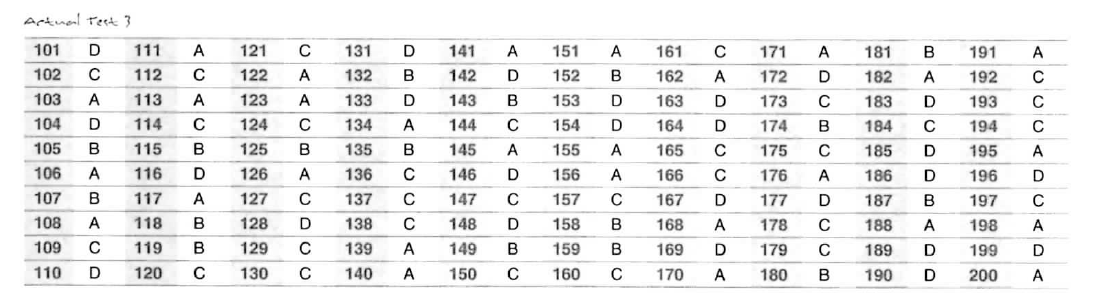 Actual Test 3
101 D 111 A 121 C 131 D 141 A 151 A 161 C 171 A 181 B 191 A
102 C 112 C 122 A 132 B 142 D 152 B 162 A 172 D 182 A 192 C
103 A 113 A 123 A 133 D 143 B 153 D 163 D 173 C 183 D 193 C
104 D 114 C 124 C 134 A 144 C 154 D 164 D 174 B 184 C 194 C
105 B 115 B 125 B 135 B 145 A 155 A 165 C 175 C 185 D 195 A
106 A 116 D 126 A 136 C 146 D 156 A 166 C 176 A 186 D 196 D
107 B 117 A 127 C 137 C 147 C 157 C 167 D 177 D 187 B 197 C
108 A 118 B 128 D 138 C 148 D 158 B 168 A 178 C 188 A 198 A
109 C 119 B 129 C 139 A 149 B 159 B 169 D 179 C 189 D 199 D
110 D 120 C 130 C 140 A 150 C 160 C 170 A 180 B 190 D 200 A